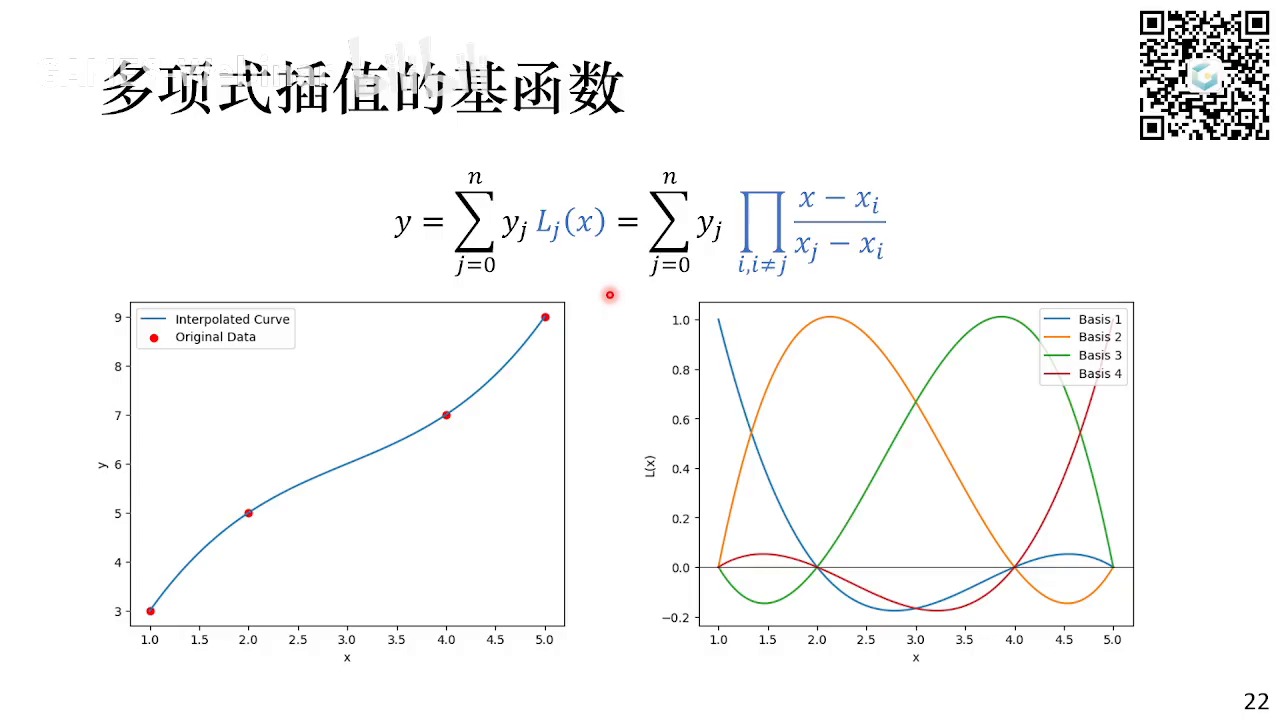 GAMES-Webinar bilibili
多项式插值的基函数
y = ∑_{j=0}^{n} y_j L_j(x) = ∑_{j=0}^{n} y_j ∏_{i,i≠j} (x − x_i)/(x_j − x_i)
Interpolated Curve
Original Data
9
8
7
6
5
4
3
y
1.0 1.5 2.0 2.5 3.0 3.5 4.0 4.5 5.0
x
Basis 1
Basis 2
Basis 3
Basis 4
1.0
0.8
0.6
0.4
0.2
0.0
−0.2
L(x)
1.0 1.5 2.0 2.5 3.0 3.5 4.0 4.5 5.0
x
22